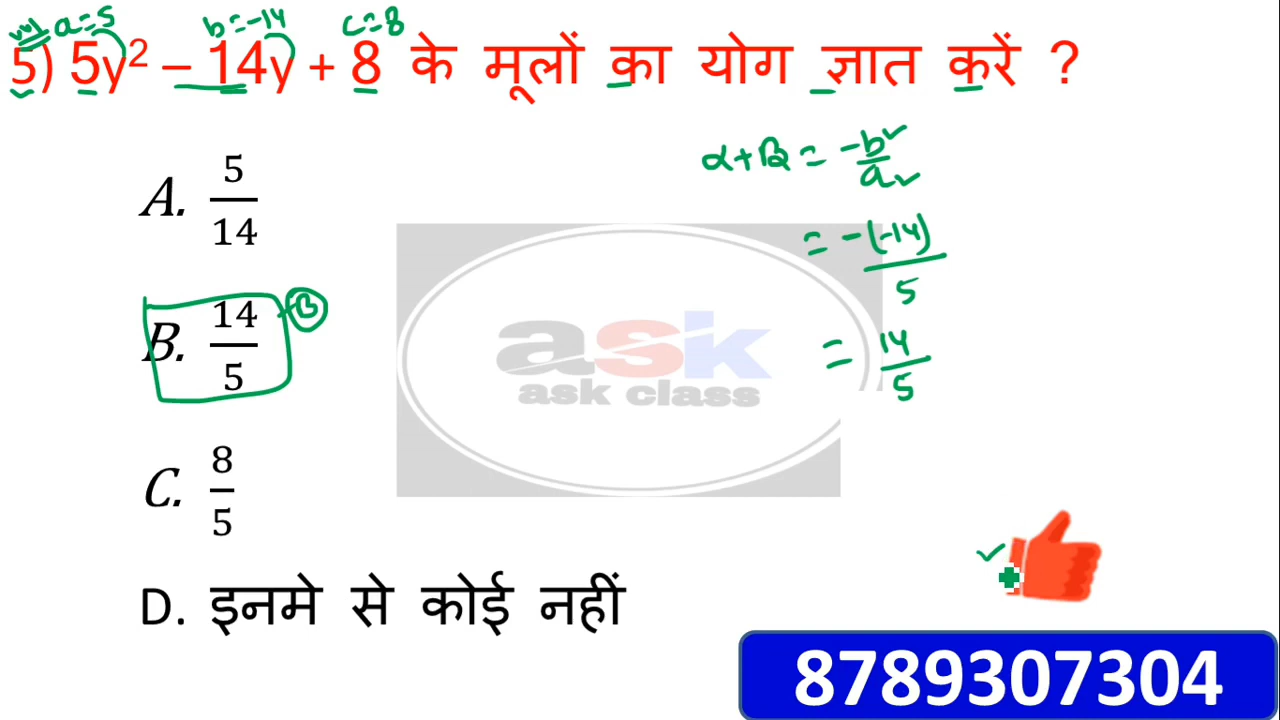 a=5 b=-14 c=8
5) 5y² – 14y + 8 के मूलों का योग ज्ञात करें ?
α+β = -b/a
A. 5/14
= -(-14)/5
B. 14/5 B
= 14/5
ask
ask class
C. 8/5
D. इनमे से कोई नहीं
8789307304